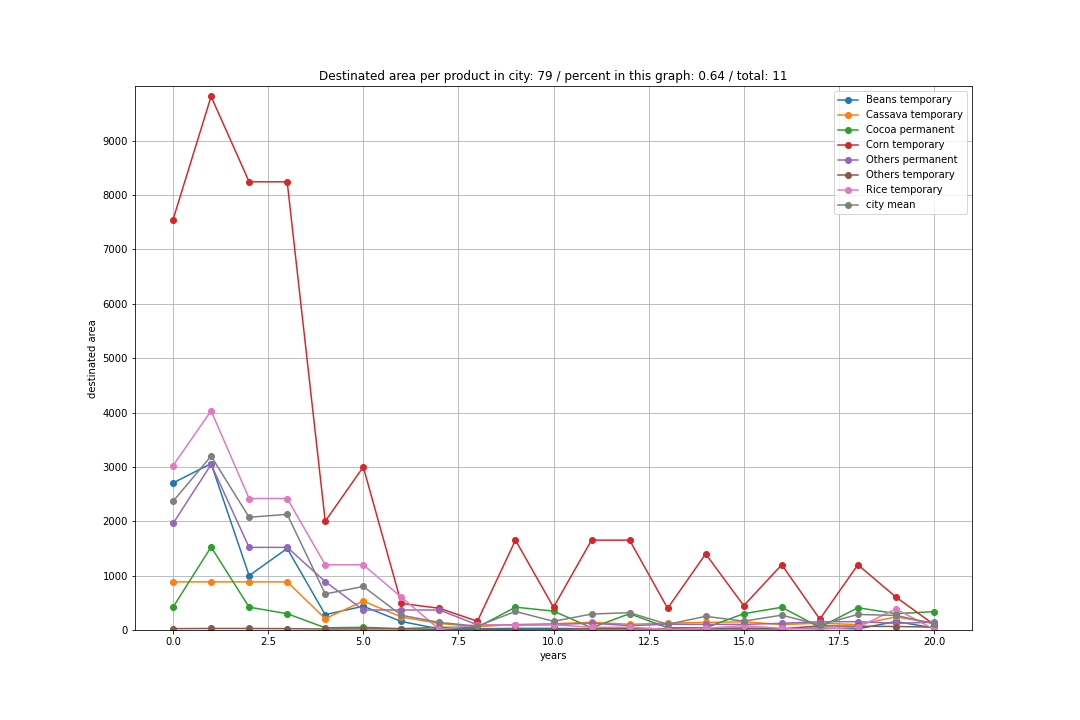 Destinated area per product in city: 79 / percent in this graph: 0.64 / total: 11
Beans temporary
Cassava temporary
Cocoa permanent
Corn temporary
Others permanent
Others temporary
Rice temporary
city mean
destinated area
9000
8000
7000
6000
5000
4000
3000
2000
1000
0
0.0 2.5 5.0 7.5 10.0 12.5 15.0 17.5 20.0
years